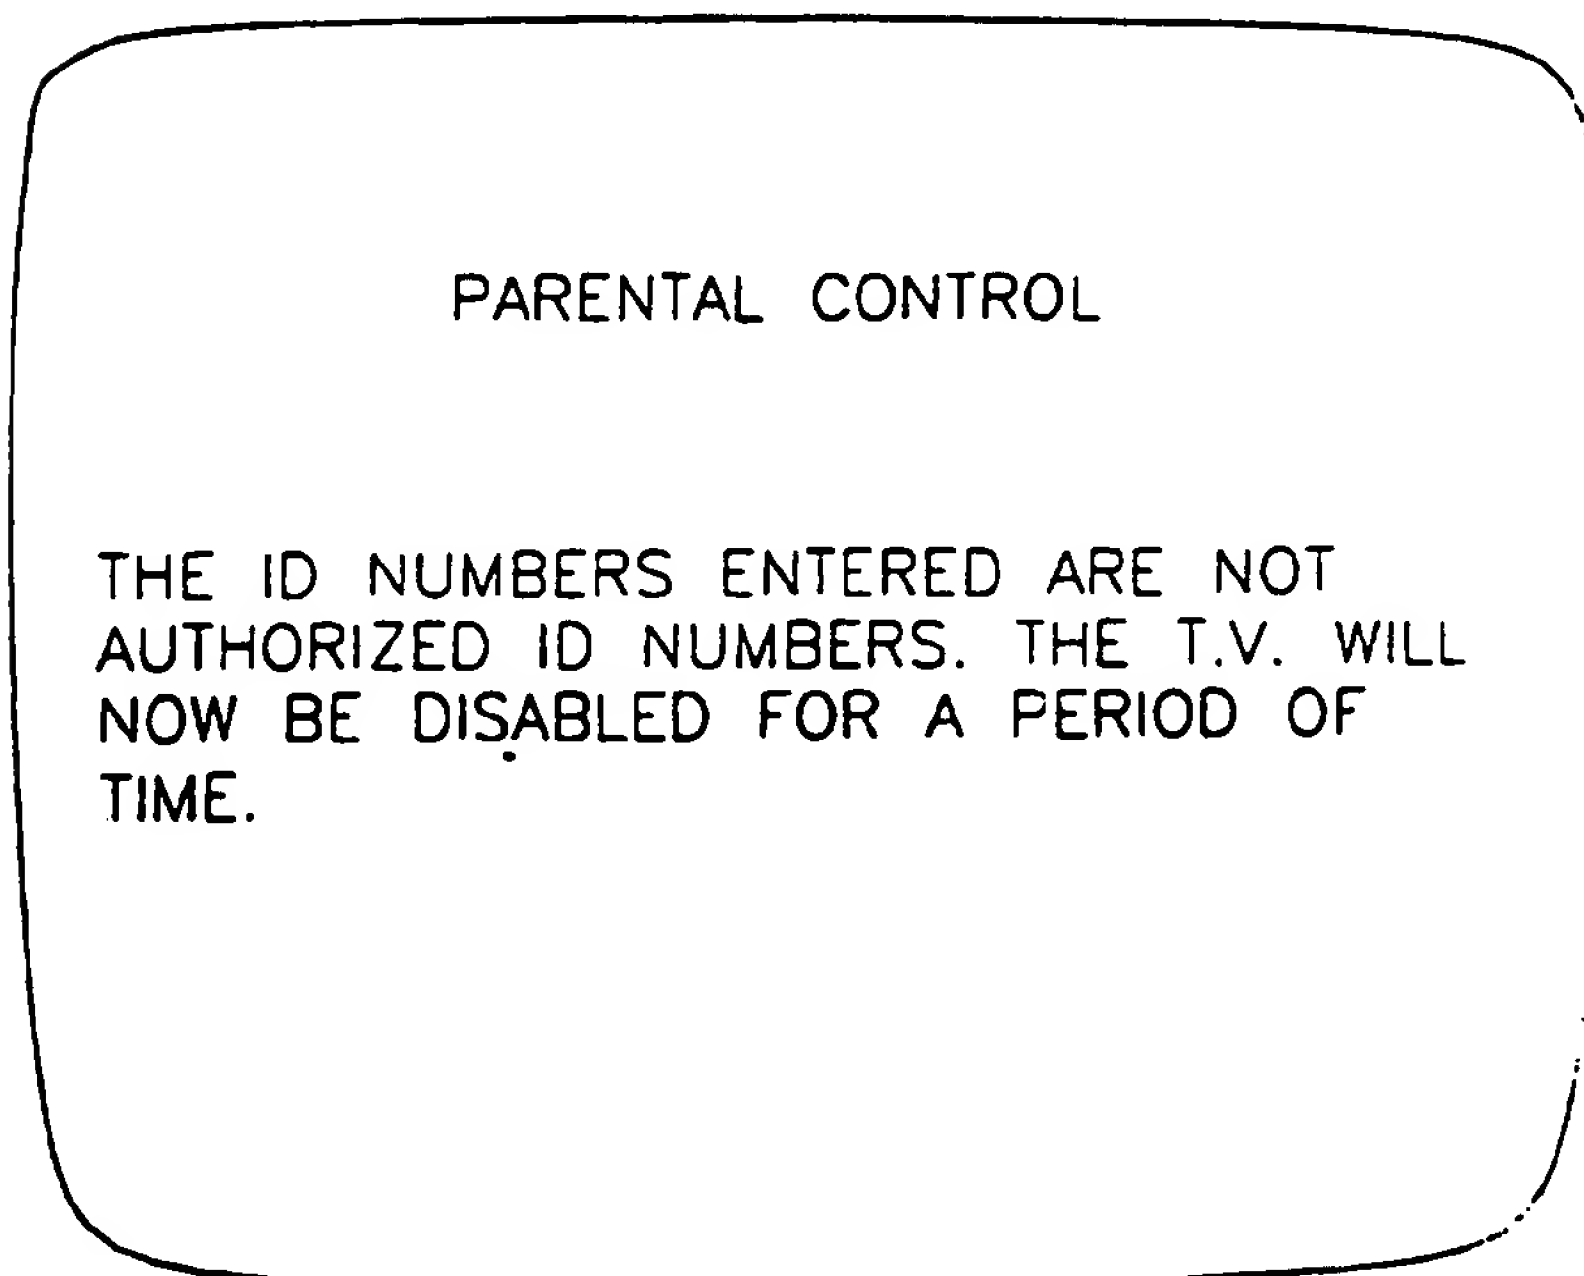 PARENTAL CONTROL
THE ID NUMBERS ENTERED ARE NOT
AUTHORIZED ID NUMBERS. THE T.V. WILL
NOW BE DISABLED FOR A PERIOD OF
TIME.